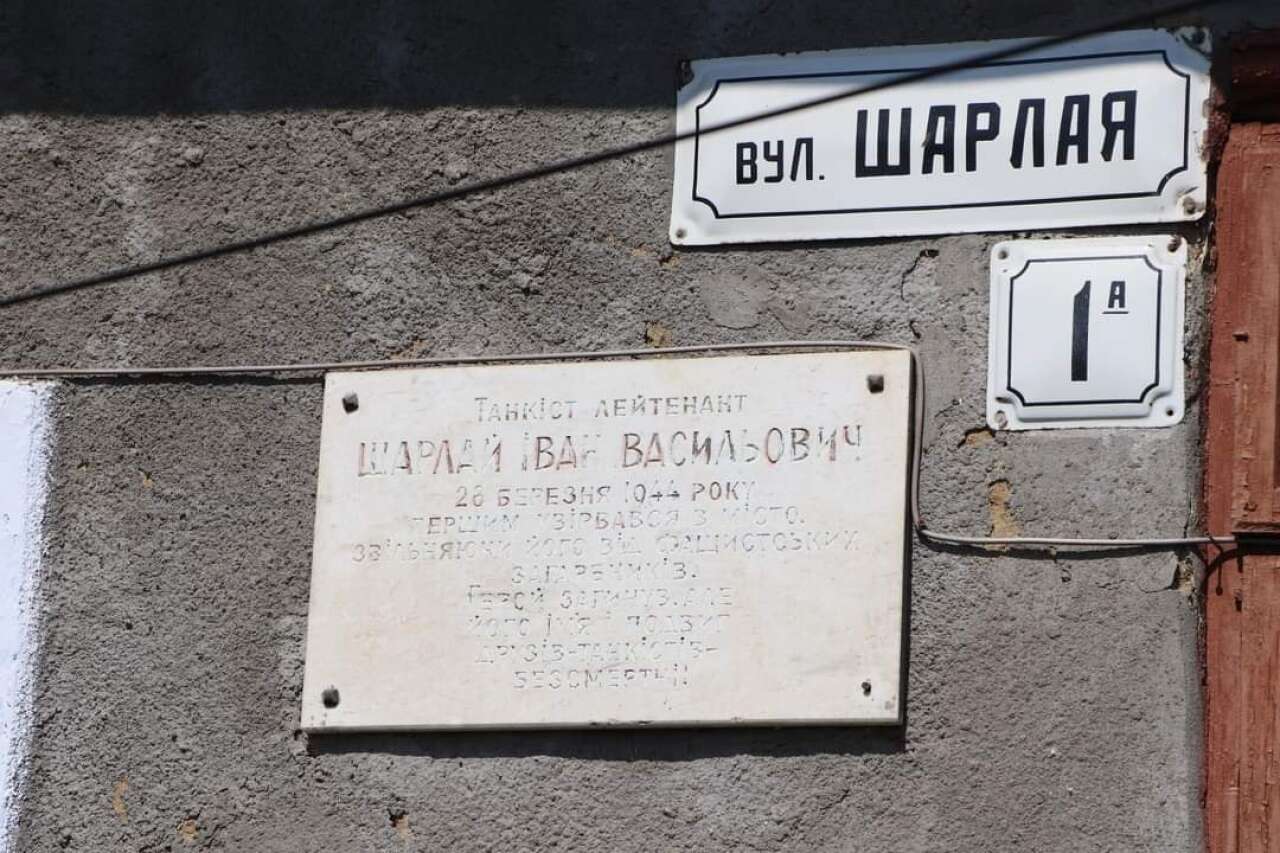 ВУЛ. ШАРЛАЯ
1А
ТАНКІСТ ЛЕЙТЕНАНТ
ШАРЛАЙ ІВАН ВАСИЛЬОВИЧ
28 БЕРЕЗНЯ 1944 РОКУ
ПЕРШИМ УВІРВАВСЯ В МІСТО,
ЗВІЛЬНЯЮЧИ ЙОГО ВІД ФАШИСТСЬКИХ
ЗАГАРБНИКІВ.
ГЕРОЙ ЗАГИНУВ, АЛЕ
ЙОГО ІМ'Я І ПОДВИГ
ДРУЗІВ-ТАНКІСТІВ-
БЕЗСМЕРТНІ!